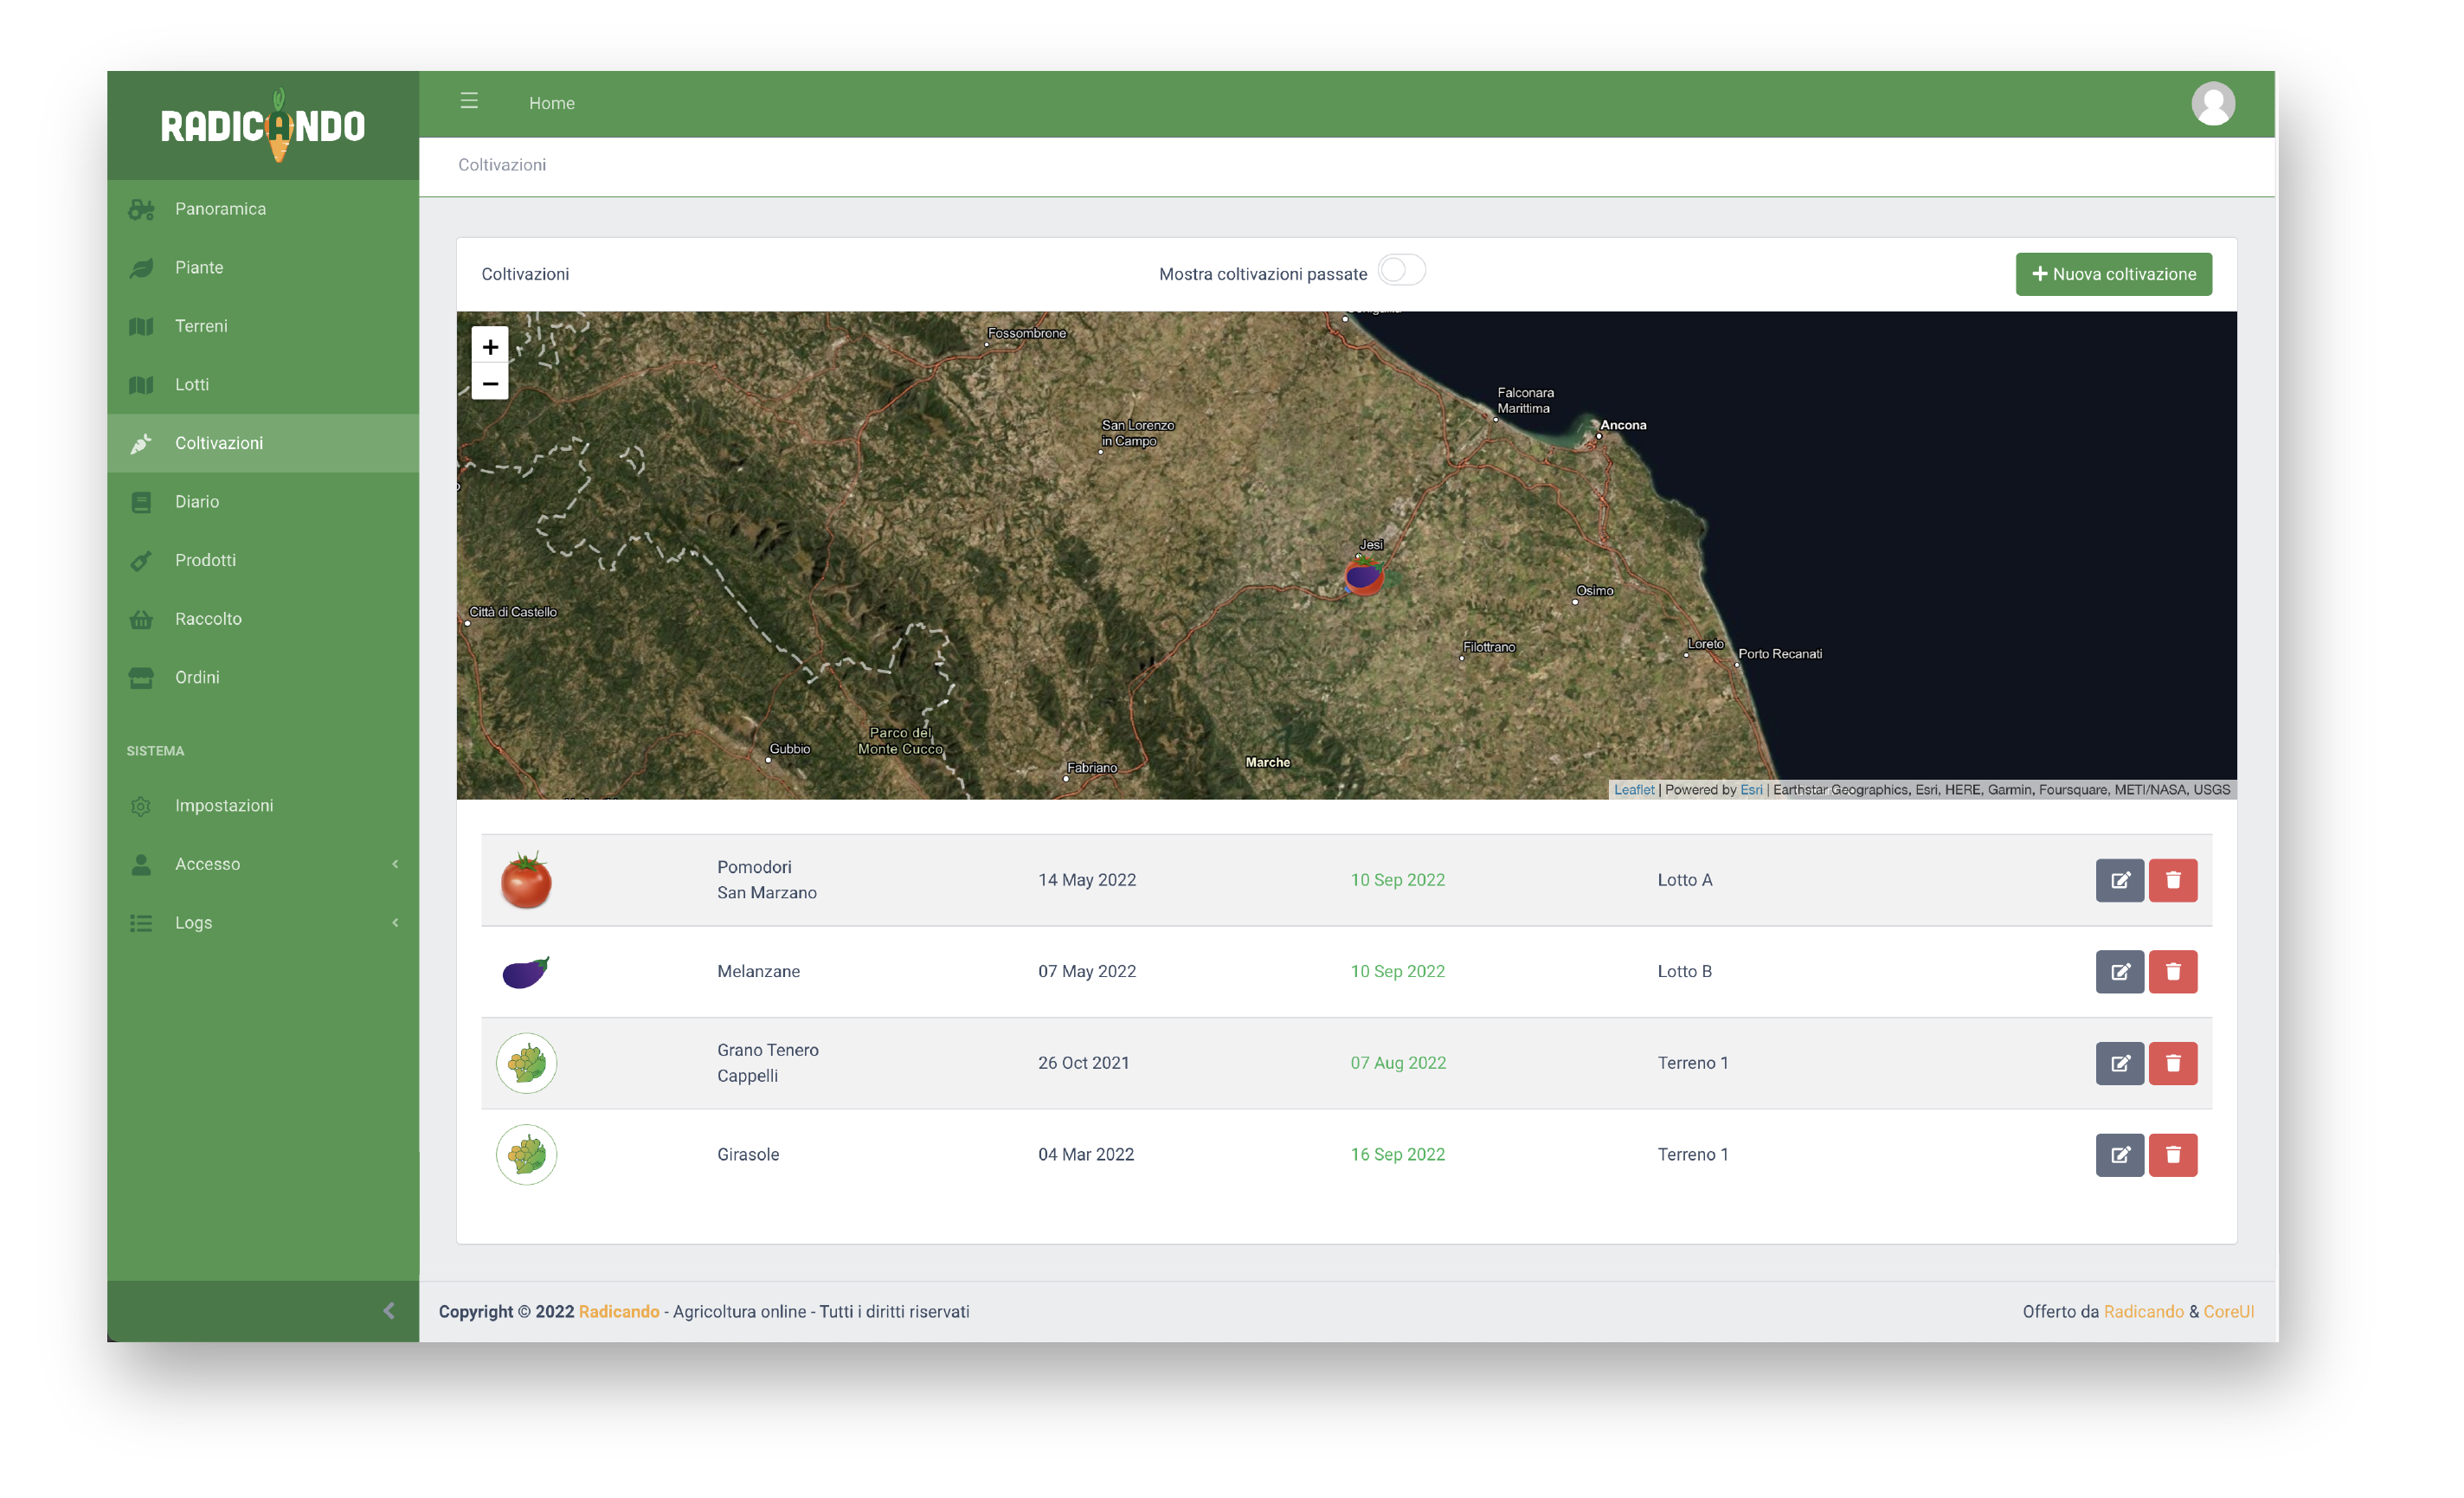 RADICANDO
Home
Coltivazioni
Panoramica
Piante
Terreni
Lotti
Coltivazioni
Diario
Prodotti
Raccolto
Ordini
SISTEMA
Impostazioni
Accesso
Logs
Coltivazioni
Mostra coltivazioni passate
Nuova coltivazione
+
−
Fossombrone
Falconara
Marittima
San Lorenzo
in Campo
Ancona
Jesi
Osimo
Città di Castello
Filottrano
Loreto
Porto Recanati
Parco del
Monte Cucco
Gubbio
Fabriano
Marche
Leaflet | Powered by Esri | Earthstar Geographics, Esri, HERE, Garmin, Foursquare, METI/NASA, USGS
Pomodori
San Marzano
14 May 2022
10 Sep 2022
Lotto A
Melanzane
07 May 2022
10 Sep 2022
Lotto B
Grano Tenero
Cappelli
26 Oct 2021
07 Aug 2022
Terreno 1
Girasole
04 Mar 2022
16 Sep 2022
Terreno 1
Copyright © 2022 Radicando - Agricoltura online - Tutti i diritti riservati
Offerto da Radicando & CoreUI